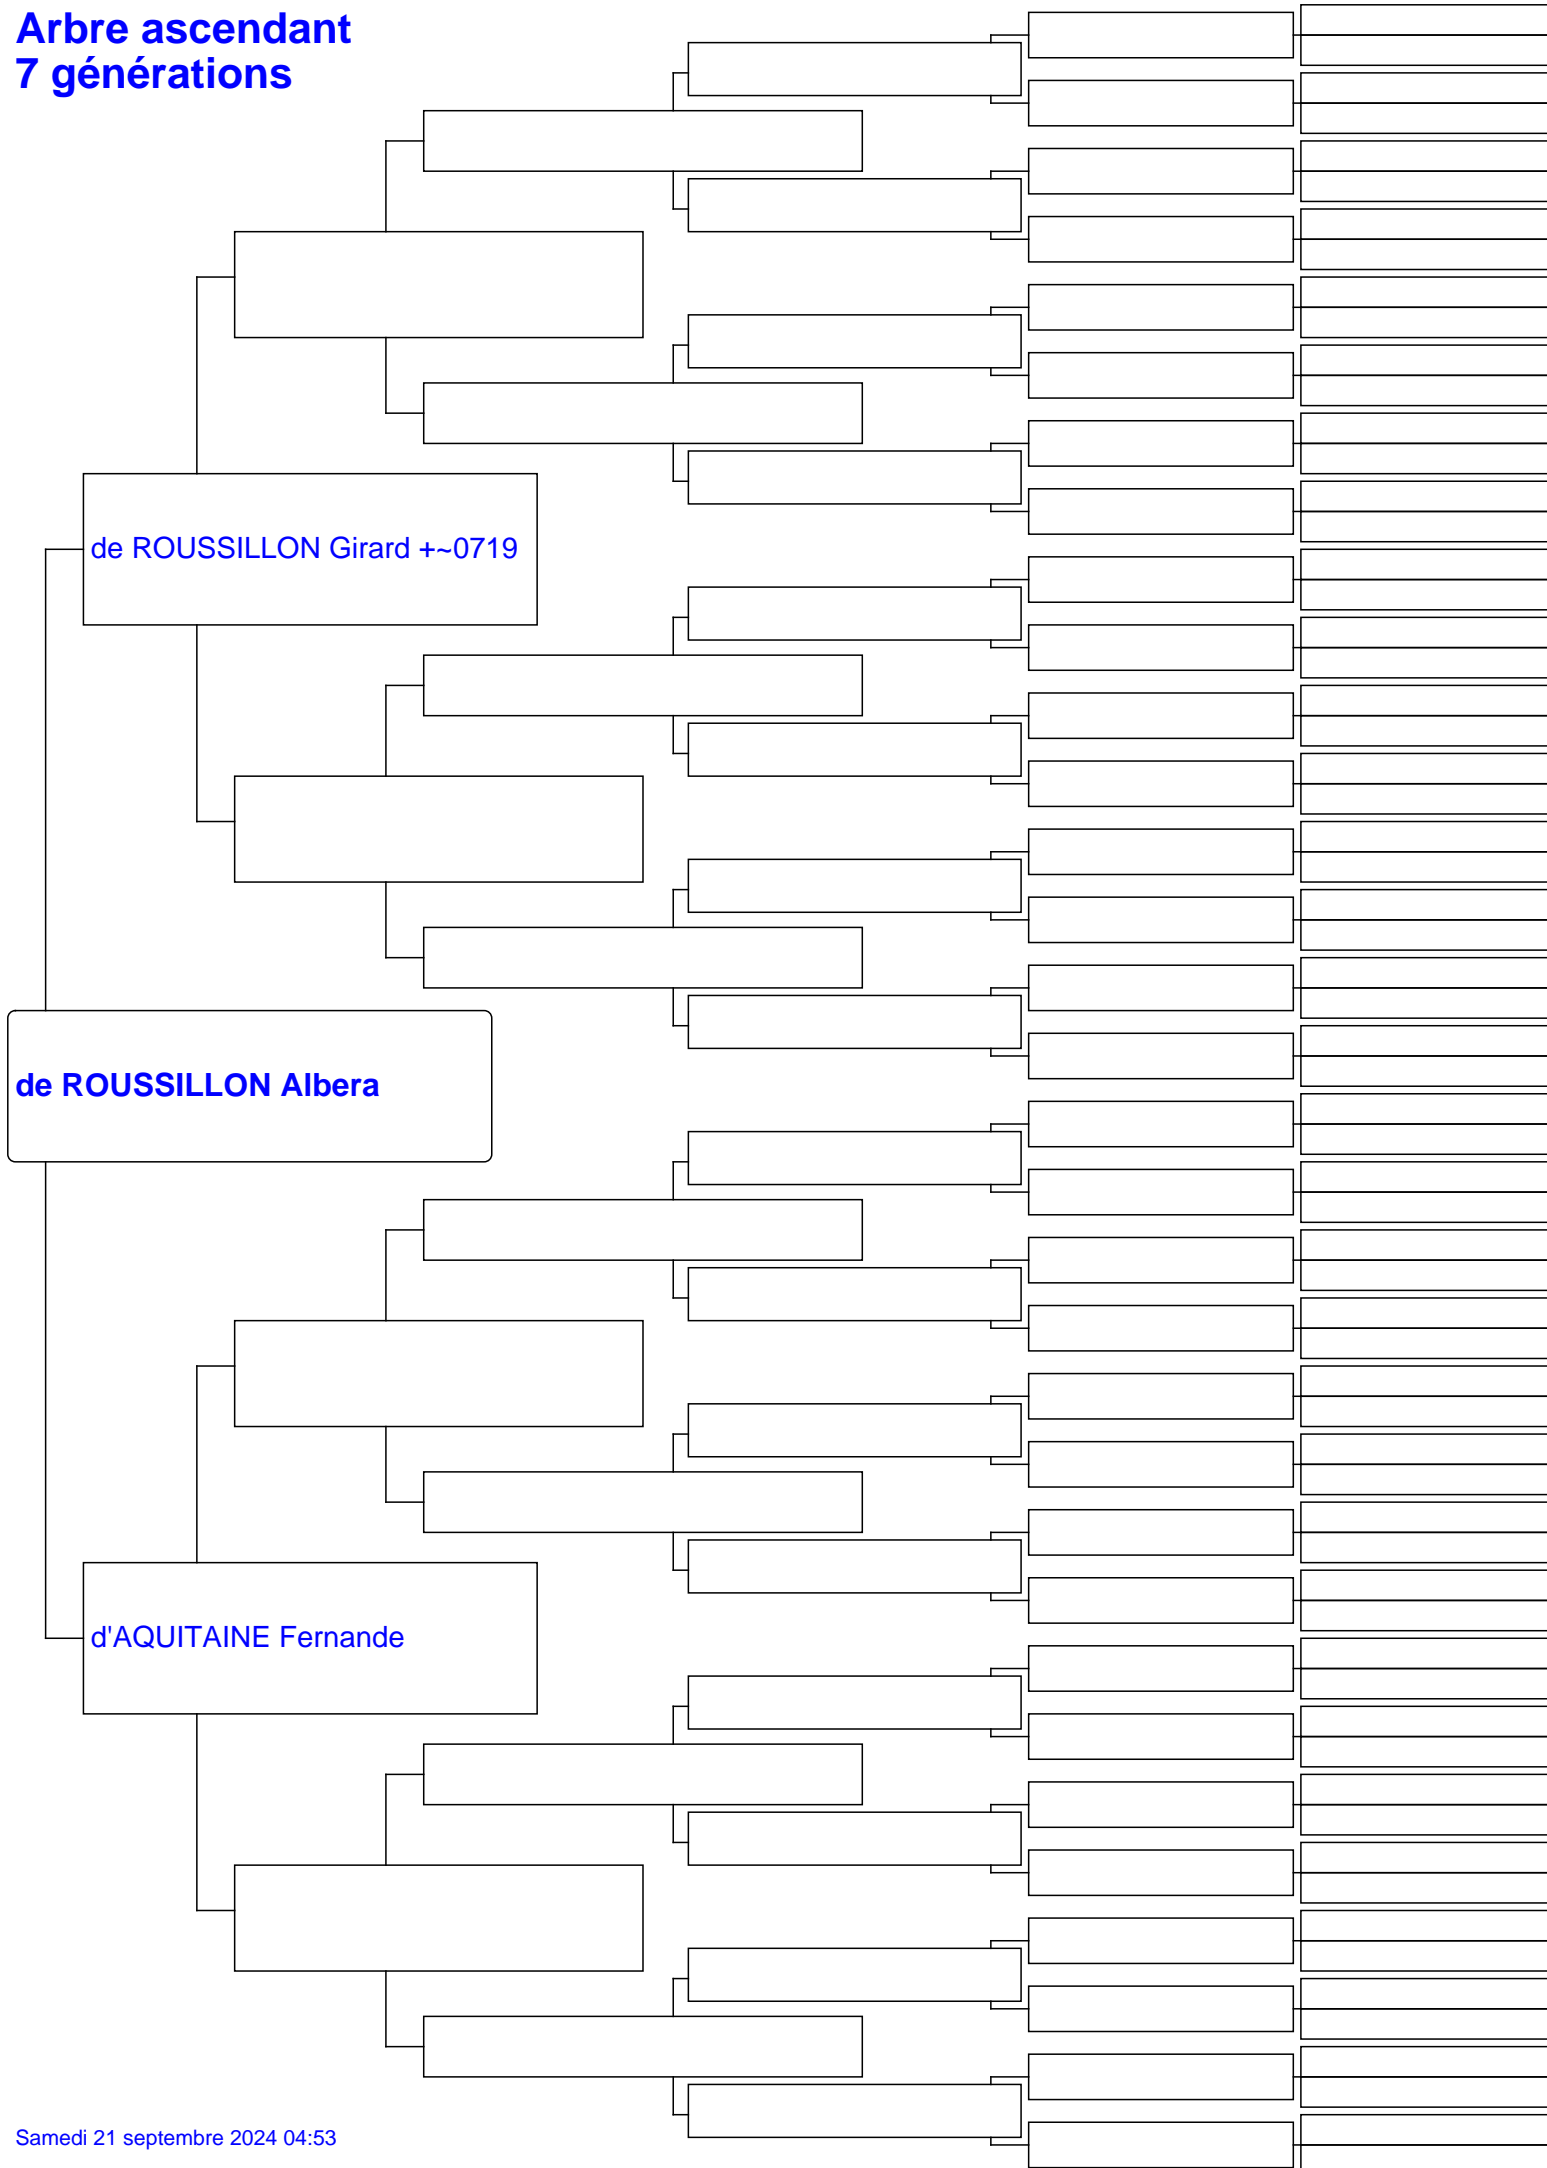 Arbre ascendant
7 générations
de ROUSSILLON Girard +~0719
de ROUSSILLON Albera
d'AQUITAINE Fernande
Samedi 21 septembre 2024 04:53